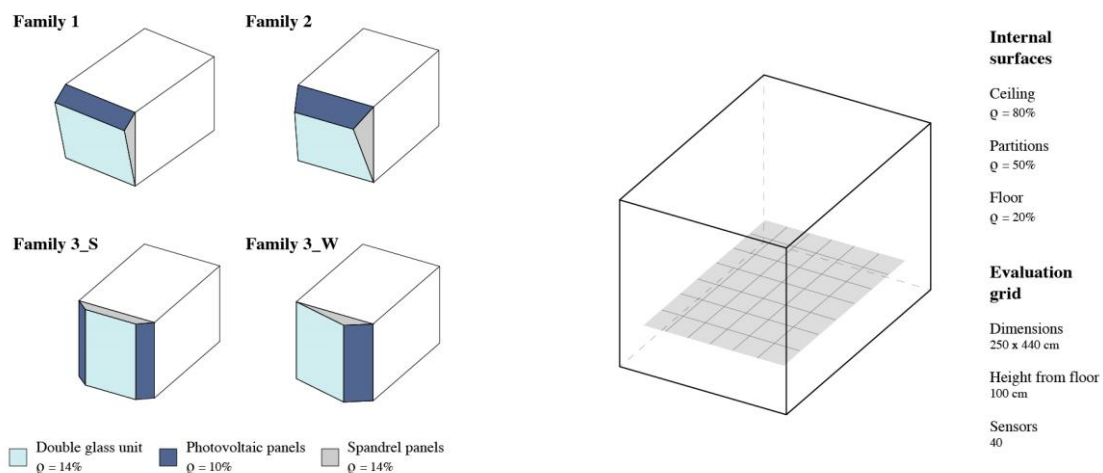 Family 1
Family 2
Family 3_S
Family 3_W
Double glass unit
ϱ = 14%
Photovoltaic panels
ϱ = 10%
Spandrel panels
ϱ = 14%
Internal
surfaces
Ceiling
ϱ = 80%
Partitions
ϱ = 50%
Floor
ϱ = 20%
Evaluation
grid
Dimensions
250 x 440 cm
Height from floor
100 cm
Sensors
40